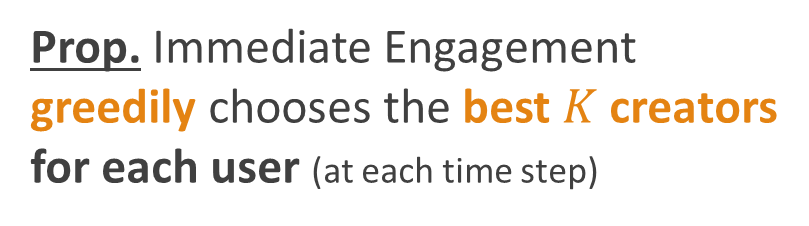 Prop. Immediate Engagement
greedily chooses the best K creators
for each user (at each time step)